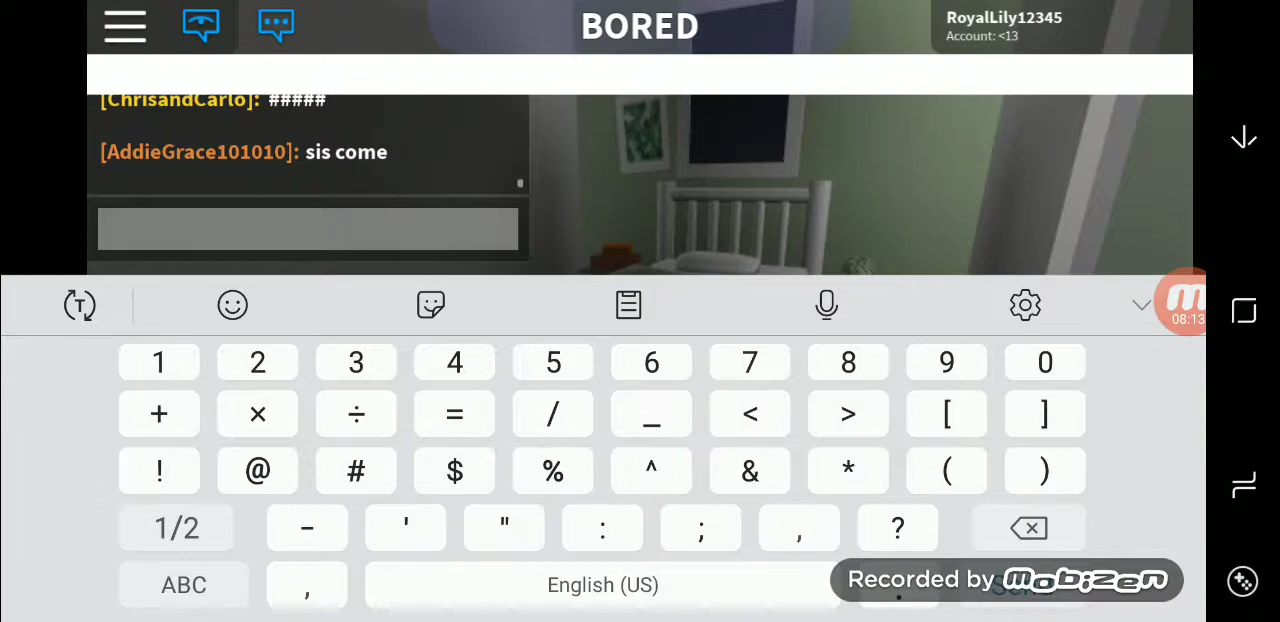 BORED
RoyalLily12345
Account: <13
[ChrisandCarlo]: #####
[AddieGrace101010]: sis come
08:13
1 2 3 4 5 6 7 8 9 0
+ × ÷ = / _ < > [ ]
! @ # $ % ^ & * ( )
1/2 - ' " : ; , ?
ABC , English (US) . Send
Recorded by mobizen